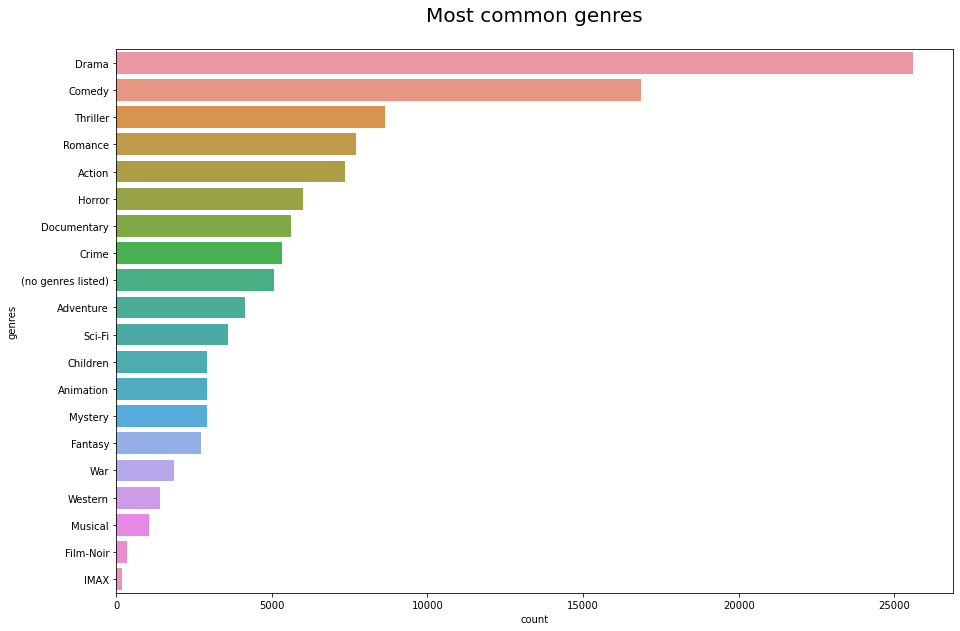 Most common genres
Drama
Comedy
Thriller
Romance
Action
Horror
Documentary
Crime
(no genres listed)
Adventure
Sci-Fi
Children
Animation
Mystery
Fantasy
War
Western
Musical
Film-Noir
IMAX
genres
0 5000 10000 15000 20000 25000
count